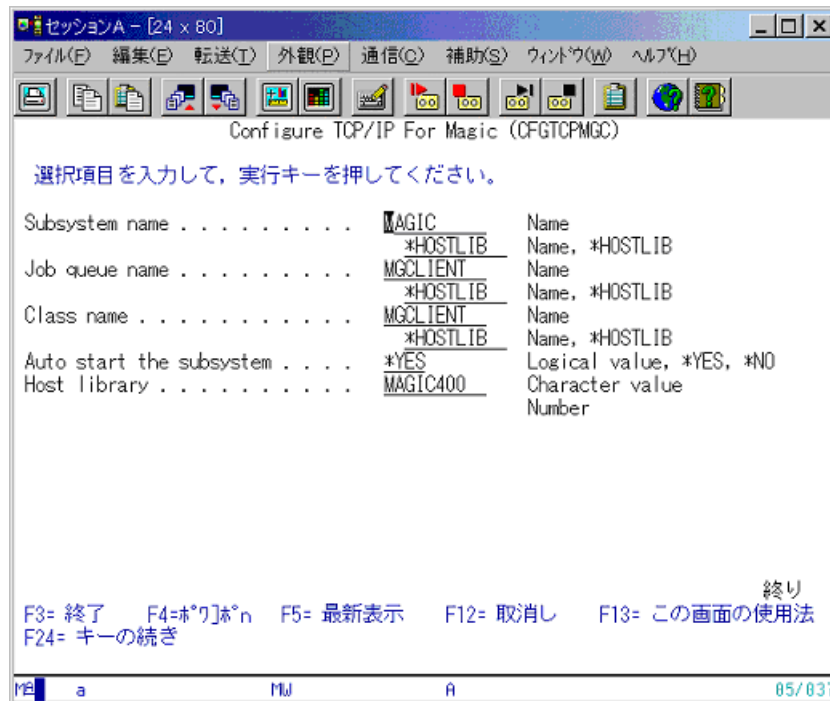 セッションA - [24 x 80]
ファイル(F) 編集(E) 転送(T) 外観(P) 通信(C) 補助(S) ウィンドウ(W) ヘルプ(H)
Configure TCP/IP For Magic (CFGTCPMGC)
選択項目を入力して，実行キーを押してください。
Subsystem name . . . . . . . . . MAGIC Name
*HOSTLIB Name, *HOSTLIB
Job queue name . . . . . . . . . MGCLIENT Name
*HOSTLIB Name, *HOSTLIB
Class name . . . . . . . . . . . MGCLIENT Name
*HOSTLIB Name, *HOSTLIB
Auto start the subsystem . . . . *YES Logical value, *YES, *NO
Host library . . . . . . . . . . MAGIC400 Character value
Number
終り
F3= 終了 F4=ﾎﾟﾜ]ﾎﾟn F5= 最新表示 F12= 取消し F13= この画面の使用法
F24= キーの続き
a MW A 05/037